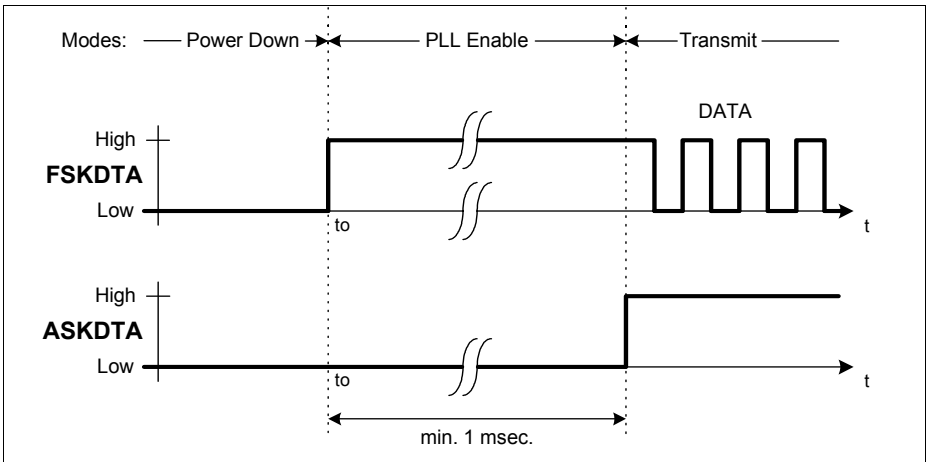 Modes: Power Down PLL Enable Transmit
DATA
High
FSKDTA
Low
to
t
High
ASKDTA
Low
to
t
min. 1 msec.